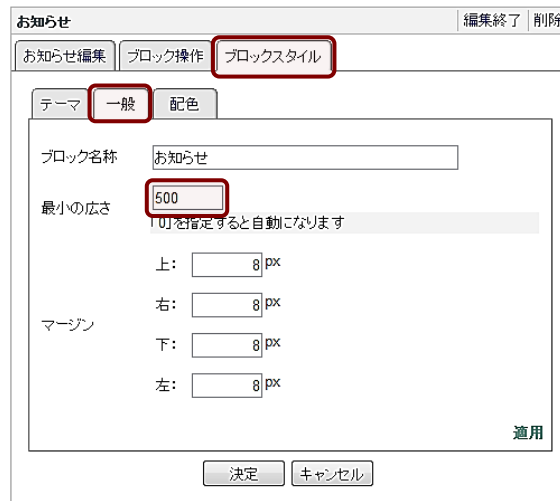 お知らせ 編集終了 削除
お知らせ編集 ブロック操作 ブロックスタイル
テーマ 一般 配色
ブロック名称 お知らせ
最小の広さ 500
「0」を指定すると自動になります
上： 8 px
右： 8 px
マージン
下： 8 px
左： 8 px
適用
決定 キャンセル